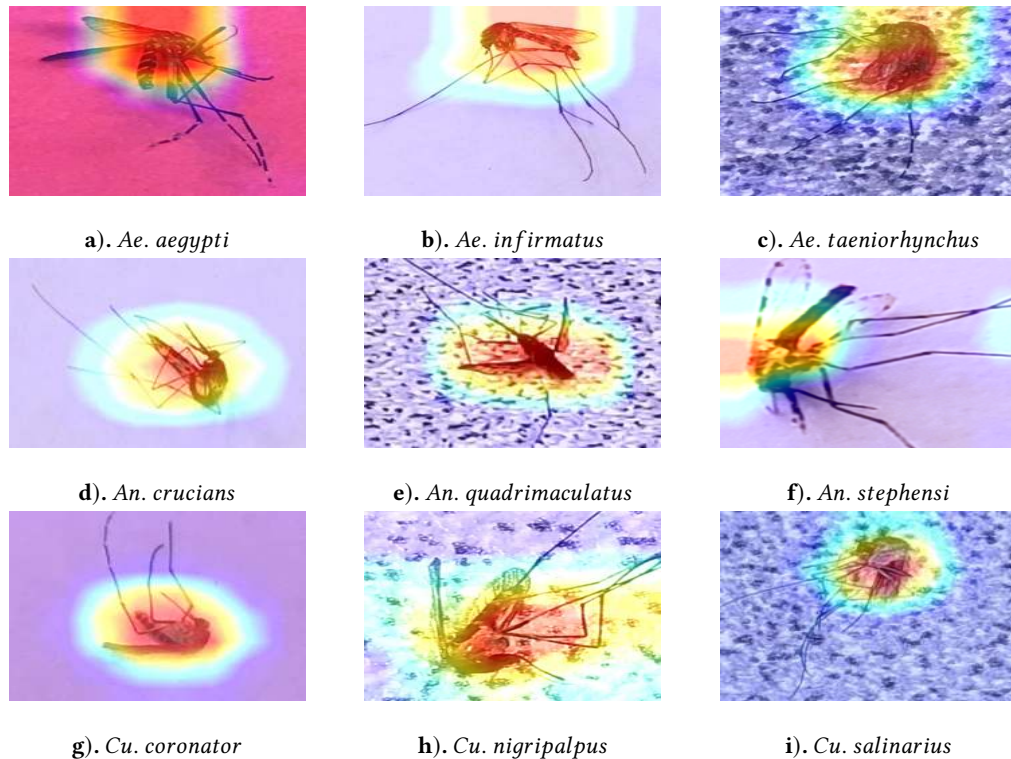 a). Ae. aegypti
b). Ae. infirmatus
c). Ae. taeniorhynchus
d). An. crucians
e). An. quadrimaculatus
f). An. stephensi
g). Cu. coronator
h). Cu. nigripalpus
i). Cu. salinarius